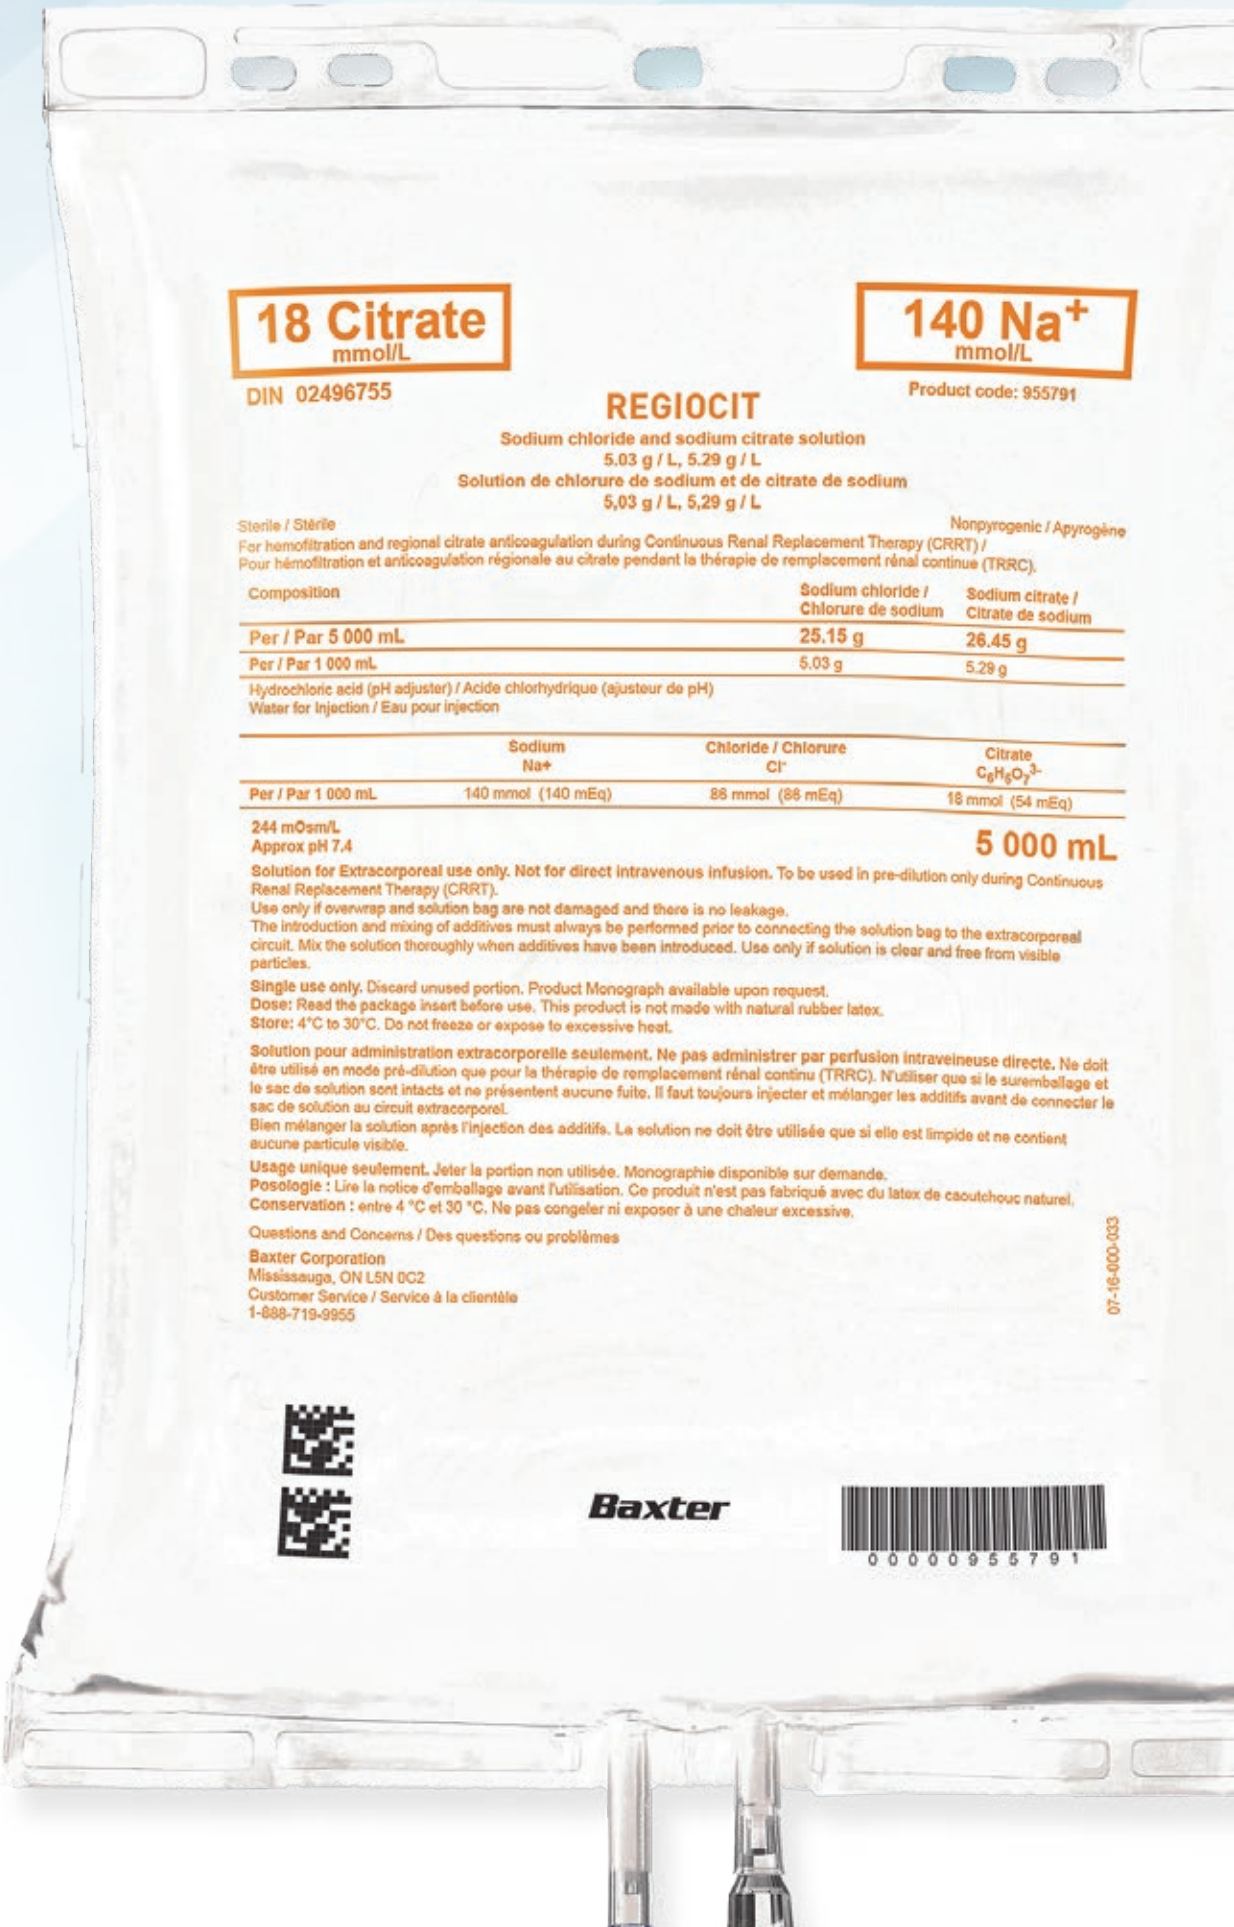 18 Citrate
mmol/L
140 Na⁺
mmol/L
DIN 02496755
Product code: 955791
REGIOCIT
Sodium chloride and sodium citrate solution
5.03 g / L, 5.29 g / L
Solution de chlorure de sodium et de citrate de sodium
5,03 g / L, 5,29 g / L
Sterile / Stérile
Nonpyrogenic / Apyrogène
For hemofiltration and regional citrate anticoagulation during Continuous Renal Replacement Therapy (CRRT) /
Pour hémofiltration et anticoagulation régionale au citrate pendant la thérapie de remplacement rénal continue (TRRC).
Composition Sodium chloride / Sodium citrate /
Chlorure de sodium Citrate de sodium
Per / Par 5 000 mL 25.15 g 26.45 g
Per / Par 1 000 mL 5.03 g 5.29 g
Hydrochloric acid (pH adjuster) / Acide chlorhydrique (ajusteur de pH)
Water for Injection / Eau pour injection
Sodium Chloride / Chlorure Citrate
Na+ Cl⁻ C₆H₅O₇³⁻
Per / Par 1 000 mL 140 mmol (140 mEq) 86 mmol (86 mEq) 18 mmol (54 mEq)
244 mOsm/L
Approx pH 7.4
5 000 mL
Solution for Extracorporeal use only. Not for direct intravenous infusion. To be used in pre-dilution only during Continuous
Renal Replacement Therapy (CRRT).
Use only if overwrap and solution bag are not damaged and there is no leakage.
The introduction and mixing of additives must always be performed prior to connecting the solution bag to the extracorporeal
circuit. Mix the solution thoroughly when additives have been introduced. Use only if solution is clear and free from visible
particles.
Single use only. Discard unused portion. Product Monograph available upon request.
Dose: Read the package insert before use. This product is not made with natural rubber latex.
Store: 4°C to 30°C. Do not freeze or expose to excessive heat.
Solution pour administration extracorporelle seulement. Ne pas administrer par perfusion intraveineuse directe. Ne doit
être utilisé en mode pré-dilution que pour la thérapie de remplacement rénal continu (TRRC). N'utiliser que si le suremballage et
le sac de solution sont intacts et ne présentent aucune fuite. Il faut toujours injecter et mélanger les additifs avant de connecter le
sac de solution au circuit extracorporel.
Bien mélanger la solution après l'injection des additifs. La solution ne doit être utilisée que si elle est limpide et ne contient
aucune particule visible.
Usage unique seulement. Jeter la portion non utilisée. Monographie disponible sur demande.
Posologie : Lire la notice d'emballage avant l'utilisation. Ce produit n'est pas fabriqué avec du latex de caoutchouc naturel.
Conservation : entre 4 °C et 30 °C. Ne pas congeler ni exposer à une chaleur excessive.
Questions and Concerns / Des questions ou problèmes
Baxter Corporation
Mississauga, ON L5N 0C2
Customer Service / Service à la clientèle
1-888-719-9955
07-16-000-033
Baxter
00000955791